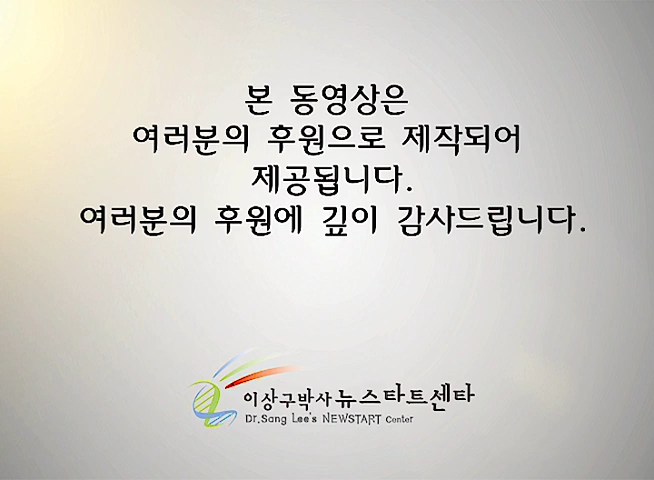 본 동영상은
여러분의 후원으로 제작되어
제공됩니다.
여러분의 후원에 깊이 감사드립니다.
이상구박사 뉴스타트센타
Dr.Sang Lee's NEWSTART Center